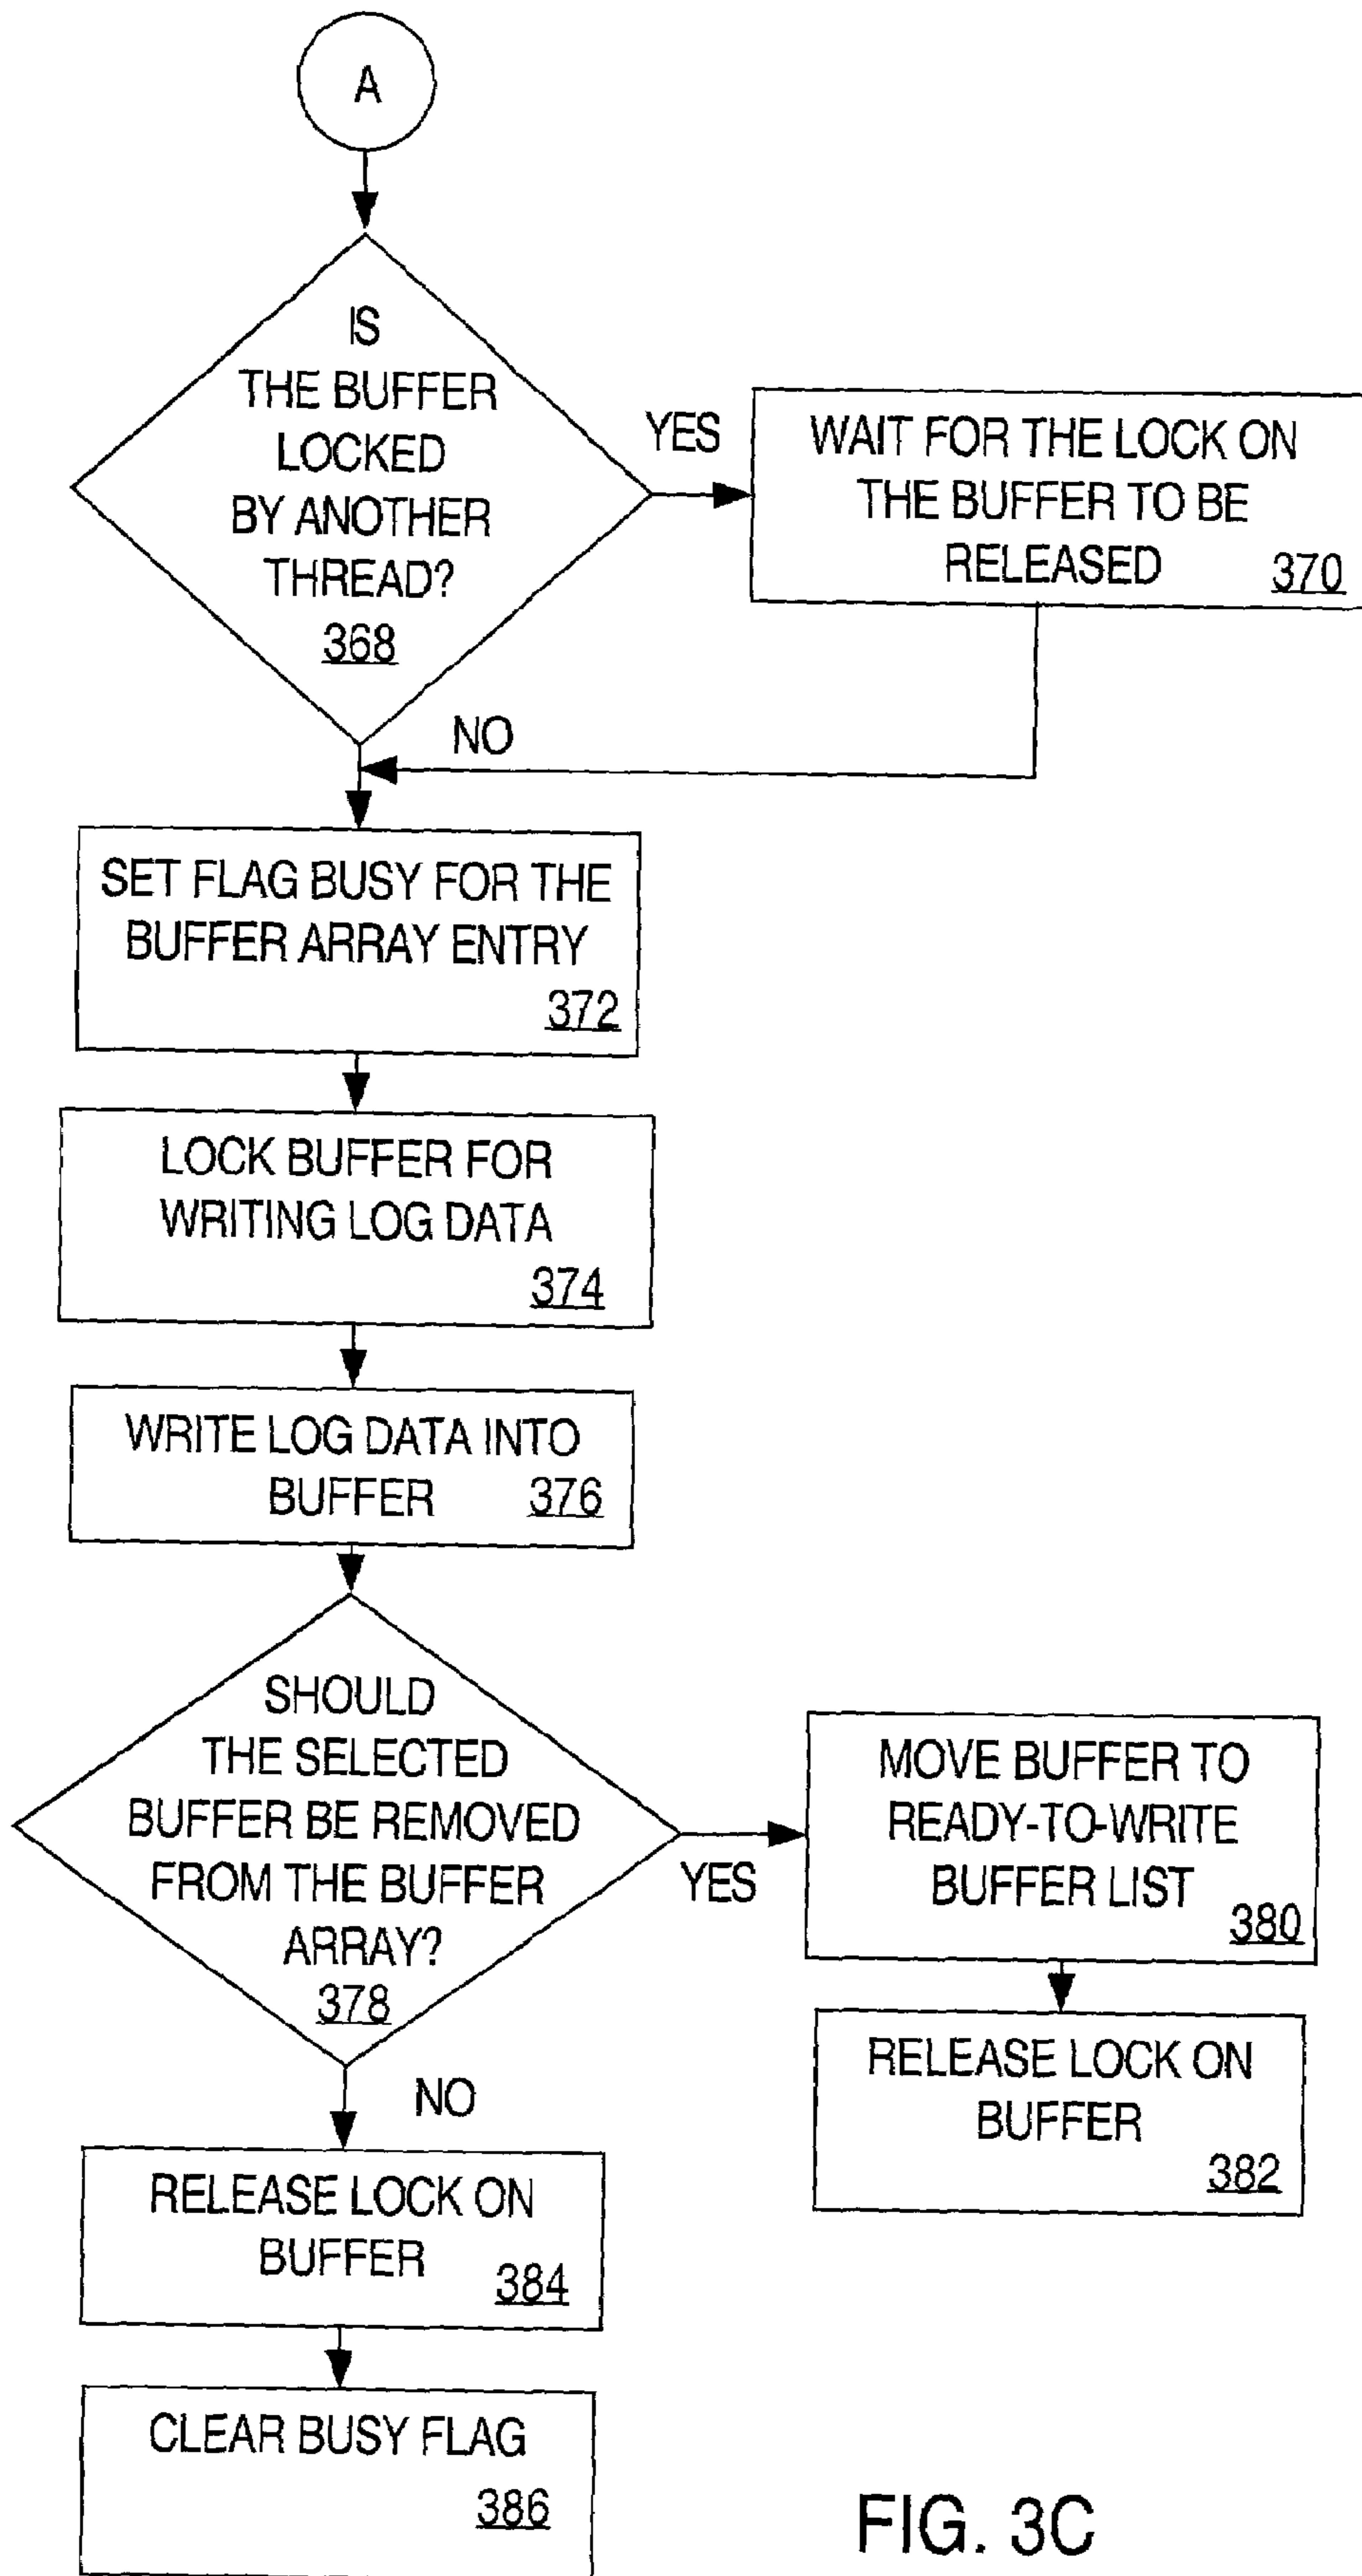 A
IS
THE BUFFER
LOCKED
BY ANOTHER
THREAD?
368
YES
WAIT FOR THE LOCK ON
THE BUFFER TO BE
RELEASED 370
NO
SET FLAG BUSY FOR THE
BUFFER ARRAY ENTRY
372
LOCK BUFFER FOR
WRITING LOG DATA
374
WRITE LOG DATA INTO
BUFFER 376
SHOULD
THE SELECTED
BUFFER BE REMOVED
FROM THE BUFFER
ARRAY?
378
YES
MOVE BUFFER TO
READY-TO-WRITE
BUFFER LIST
380
RELEASE LOCK ON
BUFFER
382
NO
RELEASE LOCK ON
BUFFER
384
CLEAR BUSY FLAG
386
FIG. 3C